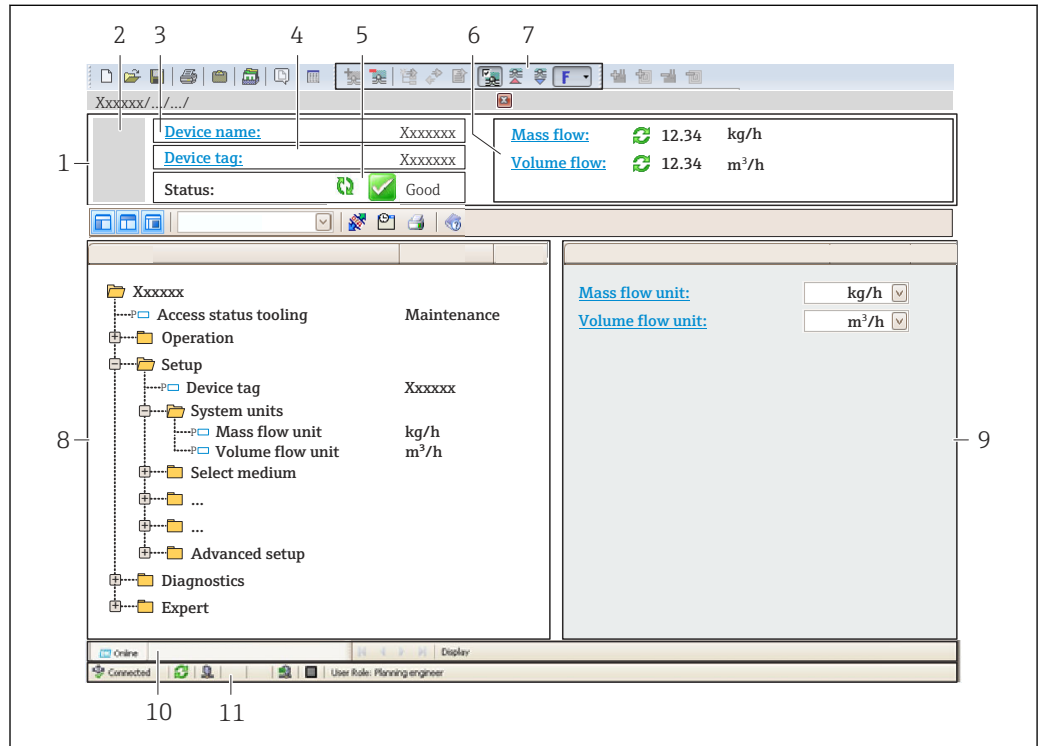 2 3 4 5 6 7
F
Xxxxxx/.../.../
1
Device name: Xxxxxxx
Device tag: Xxxxxxx
Status: Good
Mass flow: 12.34 kg/h
Volume flow: 12.34 m³/h
Xxxxxx
Access status tooling Maintenance
Operation
Setup
Device tag Xxxxxx
System units
Mass flow unit kg/h
Volume flow unit m³/h
Select medium
...
...
Advanced setup
Diagnostics
Expert
8
Mass flow unit: kg/h
Volume flow unit: m³/h
9
Online Display
Connected User Role: Planning engineer
10 11